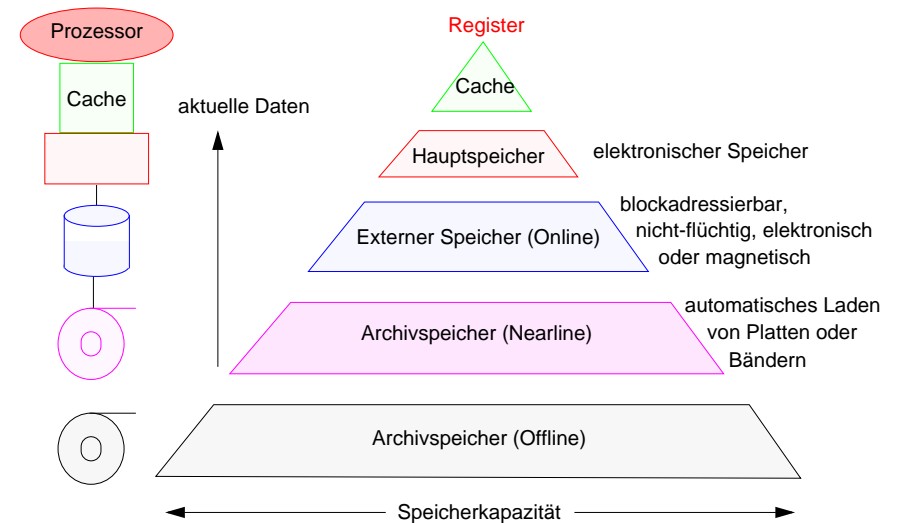 Prozessor
Register
Cache
Cache
aktuelle Daten
Hauptspeicher
elektronischer Speicher
blockadressierbar,
nicht-flüchtig, elektronisch
oder magnetisch
Externer Speicher (Online)
automatisches Laden
von Platten oder
Bändern
Archivspeicher (Nearline)
Archivspeicher (Offline)
Speicherkapazität